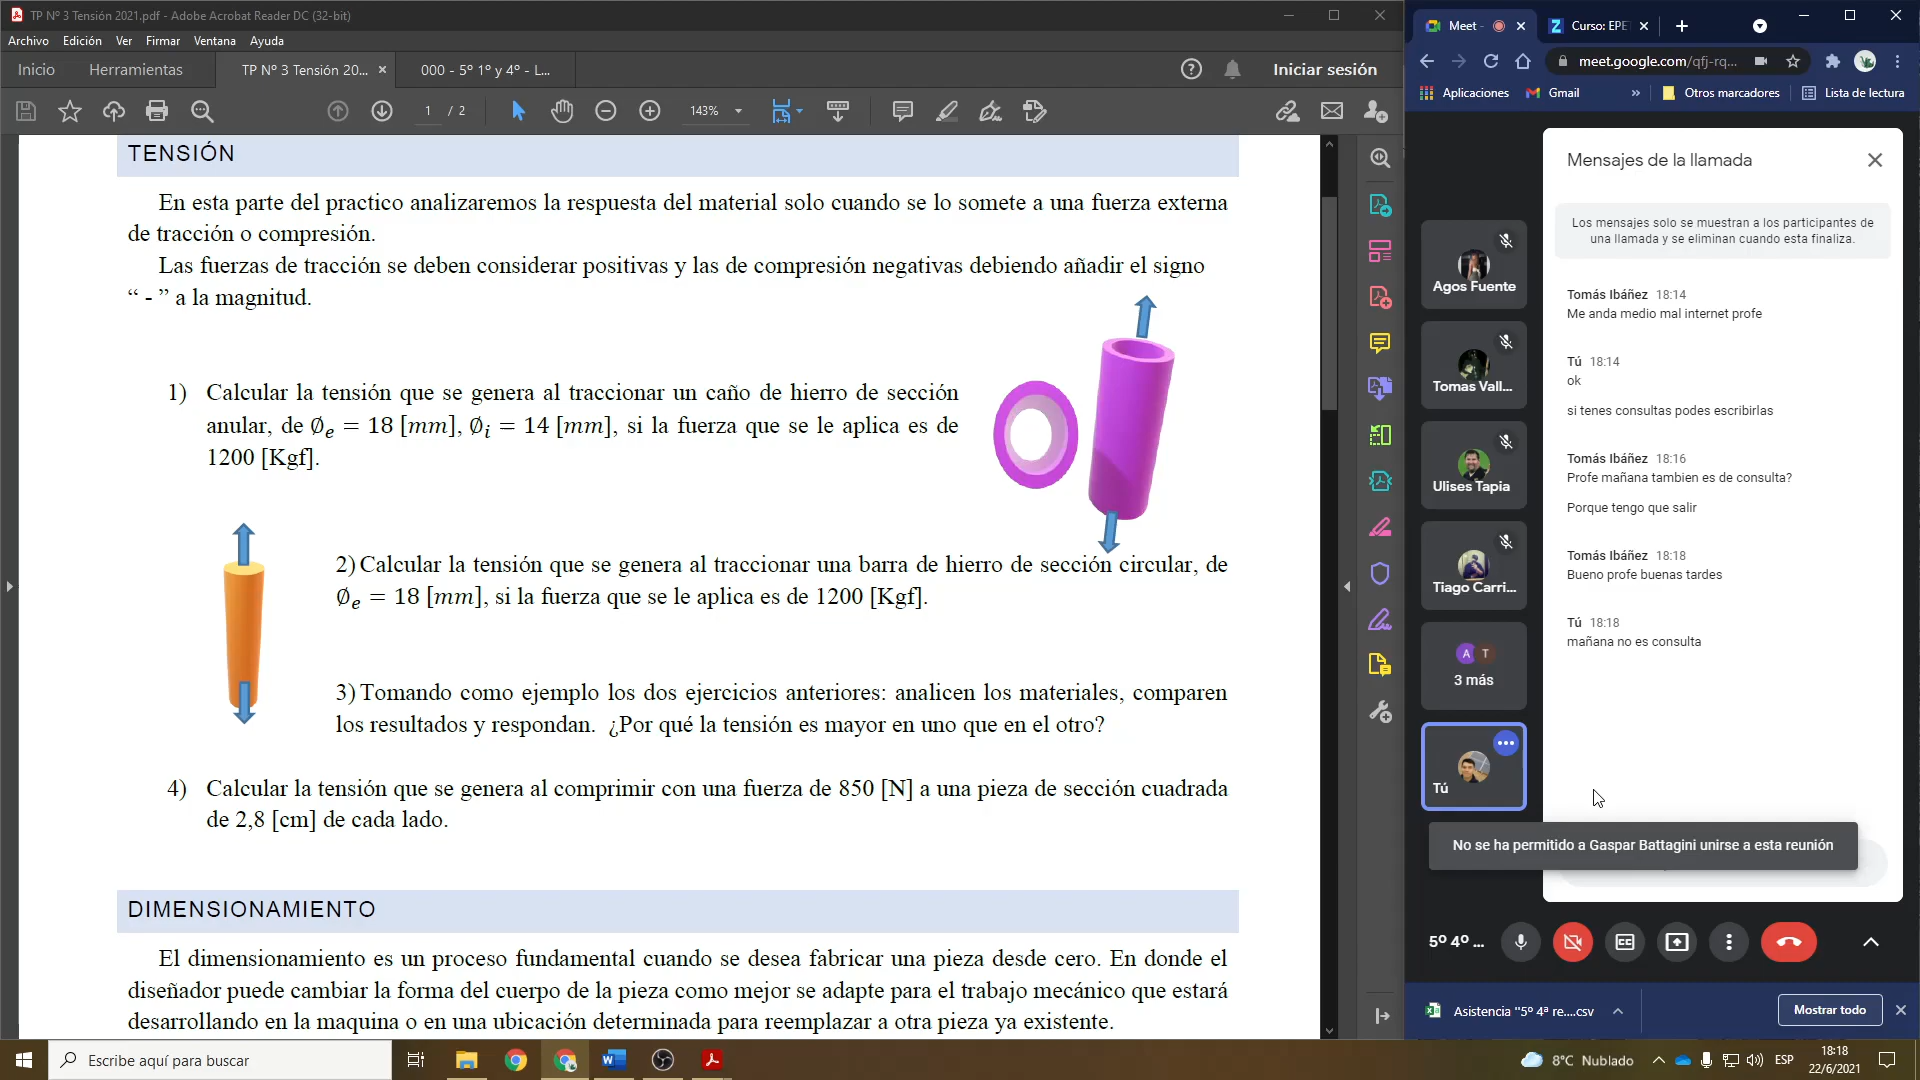 TP Nº 3 Tensión 2021.pdf - Adobe Acrobat Reader DC (32-bit)
Archivo Edición Ver Firmar Ventana Ayuda
Inicio Herramientas TP Nº 3 Tensión 20... 000 - 5º 1º y 4º - L... Iniciar sesión
1 / 2 143%
TENSIÓN
En esta parte del practico analizaremos la respuesta del material solo cuando se lo somete a una fuerza externa
de tracción o compresión.
Las fuerzas de tracción se deben considerar positivas y las de compresión negativas debiendo añadir el signo
“ - ” a la magnitud.
1) Calcular la tensión que se genera al traccionar un caño de hierro de sección
anular, de ∅e = 18 [mm], ∅i = 14 [mm], si la fuerza que se le aplica es de
1200 [Kgf].
2) Calcular la tensión que se genera al traccionar una barra de hierro de sección circular, de
∅e = 18 [mm], si la fuerza que se le aplica es de 1200 [Kgf].
3) Tomando como ejemplo los dos ejercicios anteriores: analicen los materiales, comparen
los resultados y respondan. ¿Por qué la tensión es mayor en uno que en el otro?
4) Calcular la tensión que se genera al comprimir con una fuerza de 850 [N] a una pieza de sección cuadrada
de 2,8 [cm] de cada lado.
DIMENSIONAMIENTO
El dimensionamiento es un proceso fundamental cuando se desea fabricar una pieza desde cero. En donde el
diseñador puede cambiar la forma del cuerpo de la pieza como mejor se adapte para el trabajo mecánico que estará
desarrollando en la maquina o en una ubicación determinada para reemplazar a otra pieza ya existente.
Meet - Curso: EPE
meet.google.com/qfj-rq...
Aplicaciones Gmail » Otros marcadores Lista de lectura
Agos Fuente
Tomas Vall...
Ulises Tapia
Tiago Carri...
A T
3 más
Tú
Mensajes de la llamada
Los mensajes solo se muestran a los participantes de
una llamada y se eliminan cuando esta finaliza.
Tomás Ibáñez 18:14
Me anda medio mal internet profe
Tú 18:14
ok
si tenes consultas podes escribirlas
Tomás Ibáñez 18:16
Profe mañana tambien es de consulta?
Porque tengo que salir
Tomás Ibáñez 18:18
Bueno profe buenas tardes
Tú 18:18
mañana no es consulta
No se ha permitido a Gaspar Battagini unirse a esta reunión
5º 4º ...
Asistencia "5º 4ª re....csv Mostrar todo
Escribe aquí para buscar
8°C Nublado ESP 18:18
22/6/2021